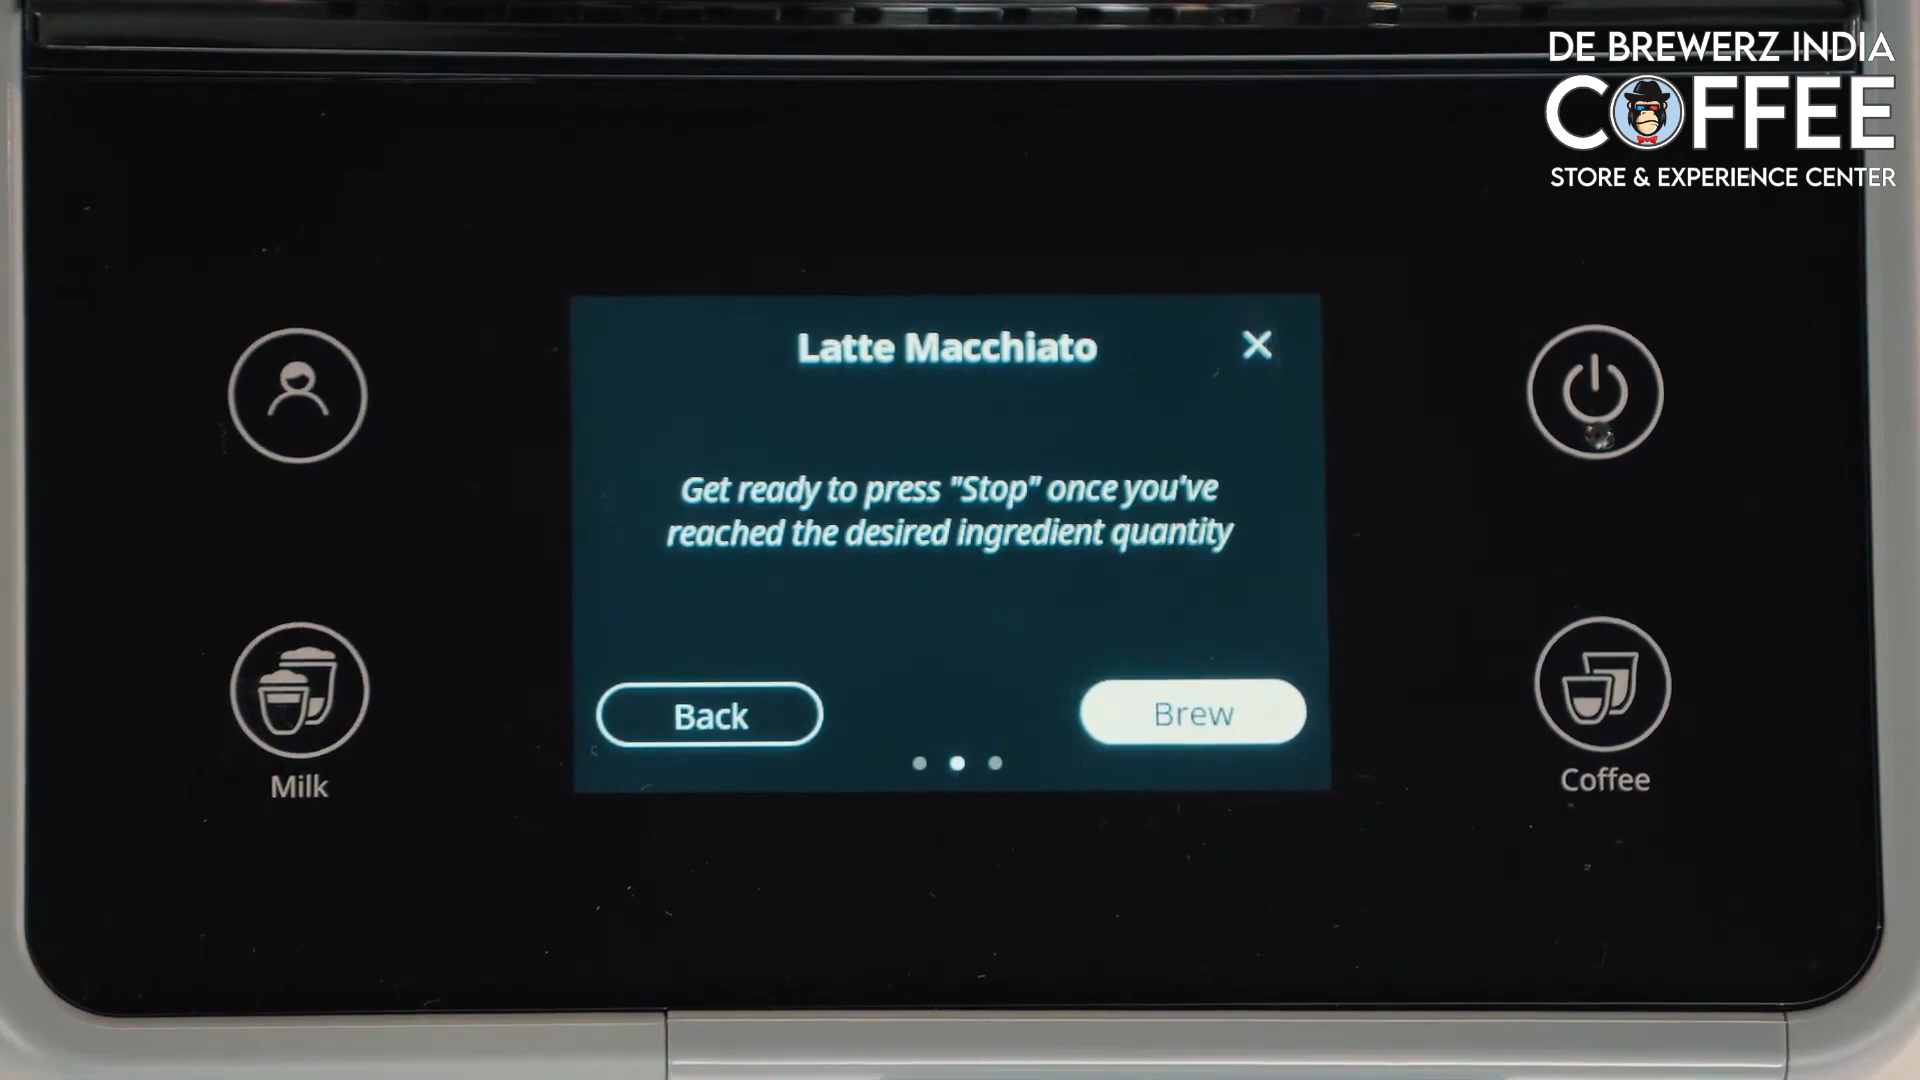 DE BREWERZ INDIA
COFFEE
STORE & EXPERIENCE CENTER
Latte Macchiato
Get ready to press "Stop" once you've
reached the desired ingredient quantity
Back
Brew
Milk
Coffee